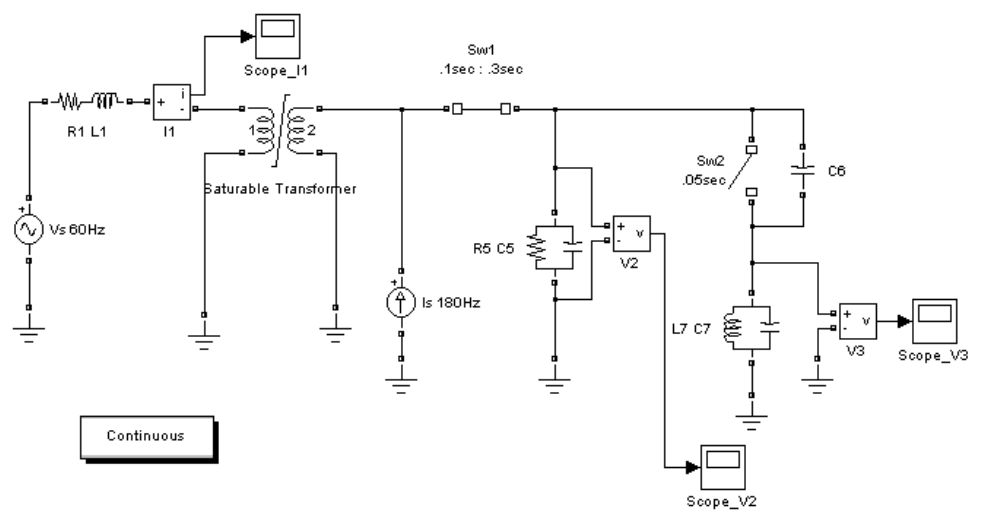 Scope_I1
Sw1
.1sec : .3sec
+
i
-
R1 L1
I1
1
2
Saturable Transformer
Sw2
.05sec
C6
+
Vs 60Hz
R5 C5
+
-
v
V2
+
Is 180Hz
L7 C7
+
-
v
V3
Scope_V3
Continuous
Scope_V2